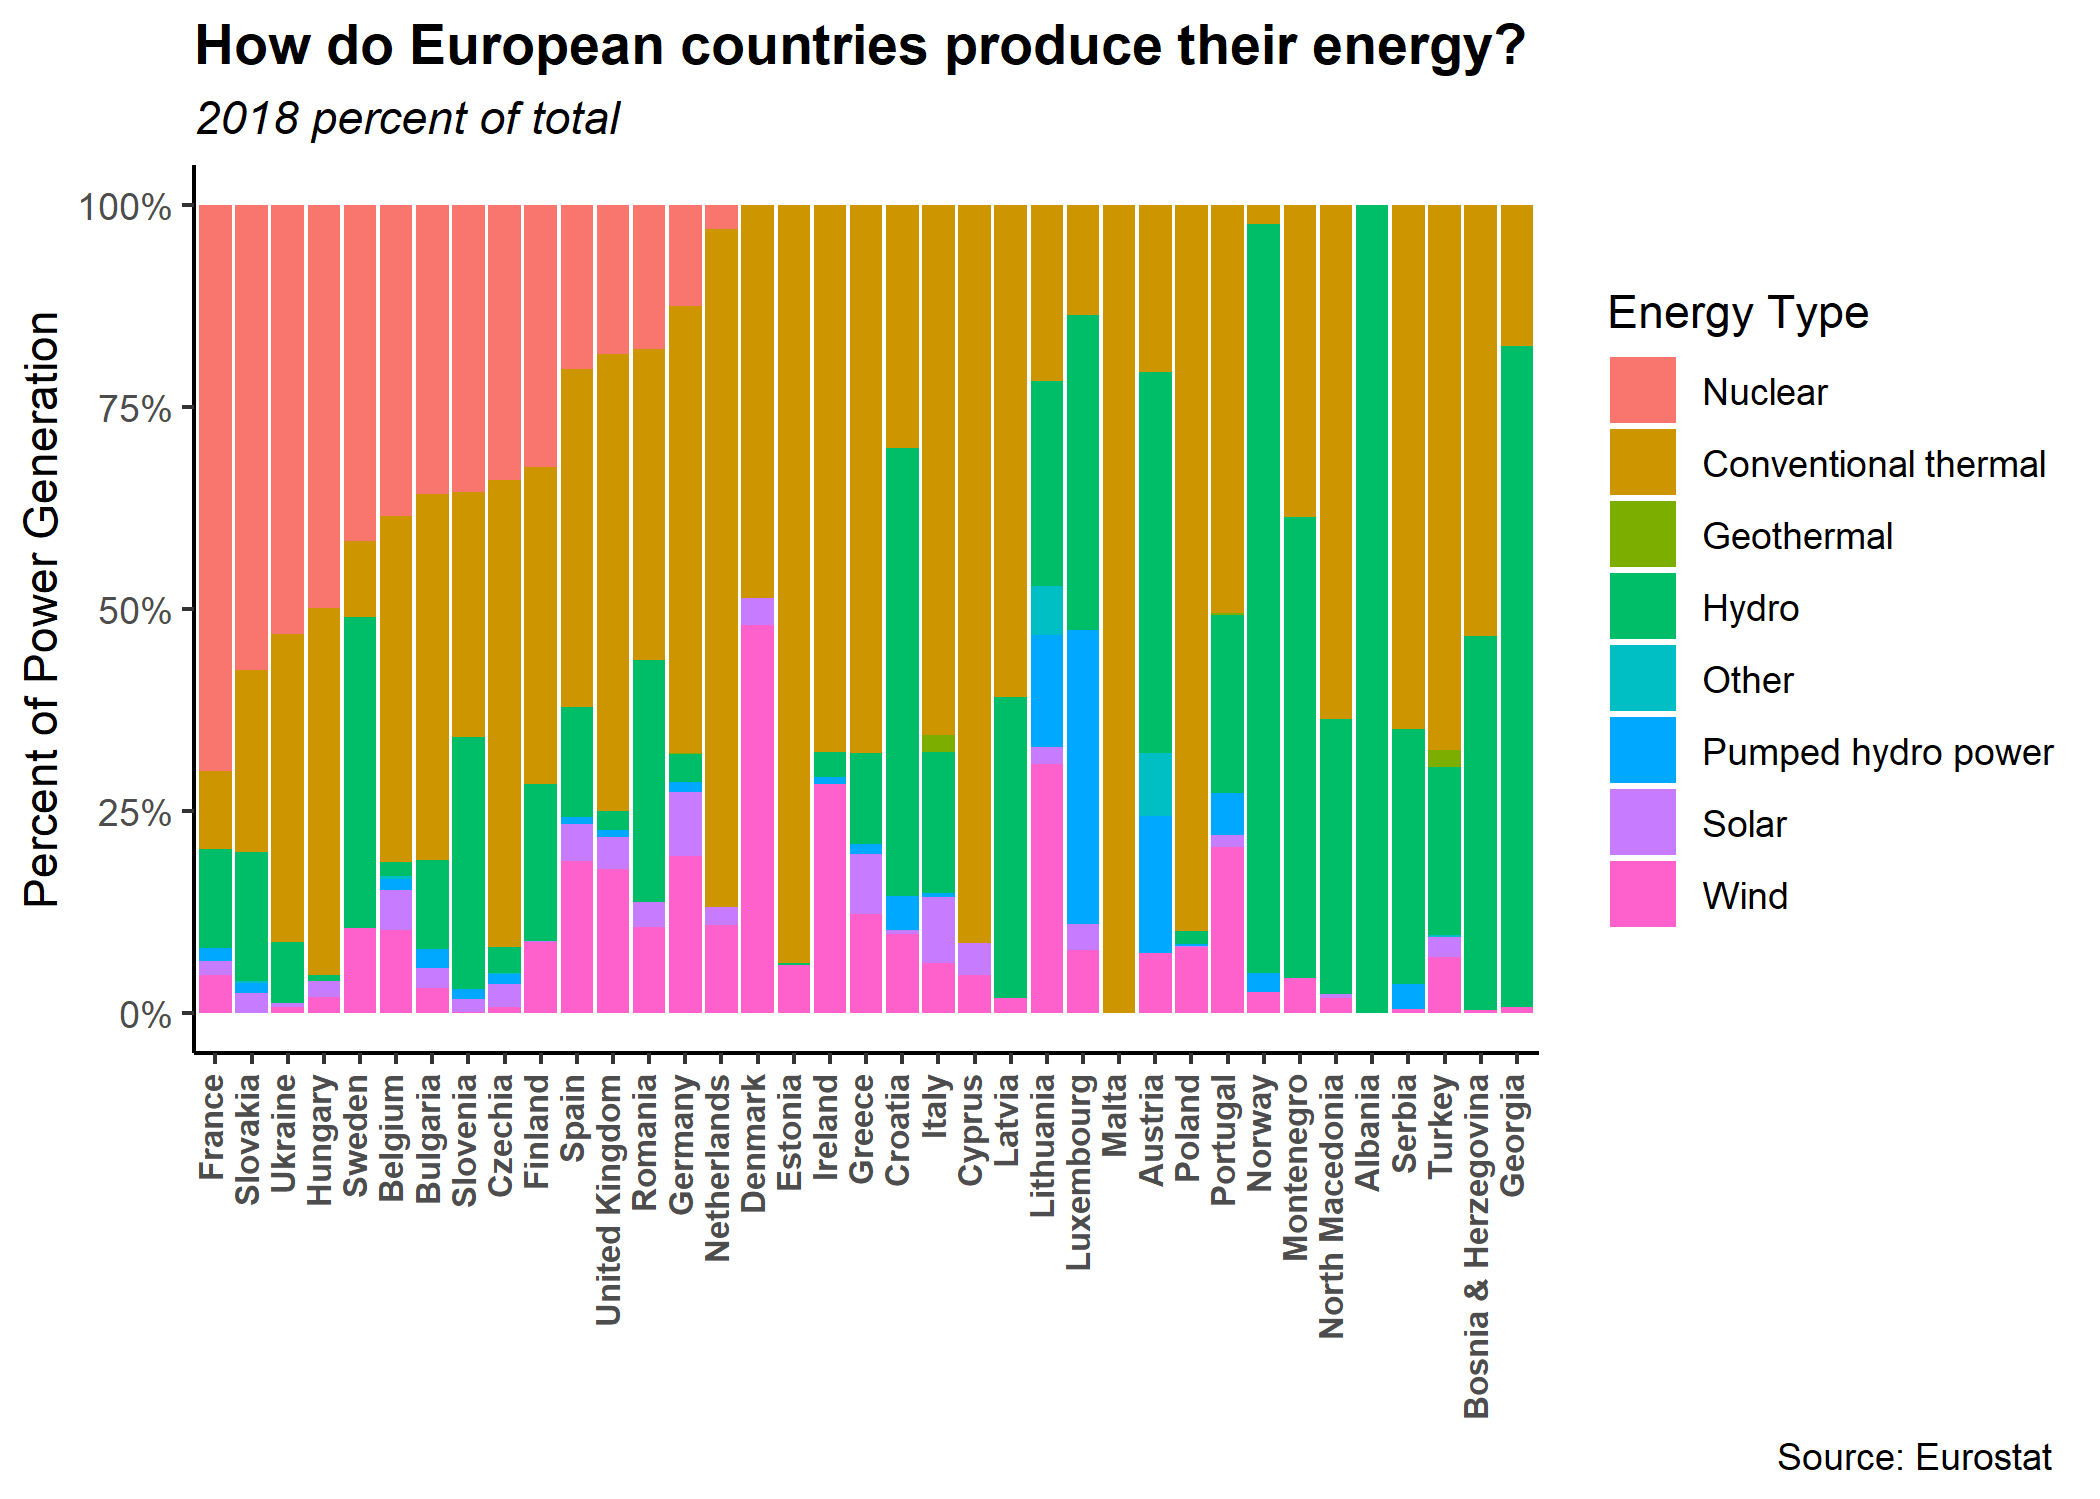 How do European countries produce their energy?
2018 percent of total
Percent of Power Generation
100%
75%
50%
25%
0%
France
Slovakia
Ukraine
Hungary
Sweden
Belgium
Bulgaria
Slovenia
Czechia
Finland
Spain
United Kingdom
Romania
Germany
Netherlands
Denmark
Estonia
Ireland
Greece
Croatia
Italy
Cyprus
Latvia
Lithuania
Luxembourg
Malta
Austria
Poland
Portugal
Norway
Montenegro
North Macedonia
Albania
Serbia
Turkey
Bosnia & Herzegovina
Georgia
Energy Type
Nuclear
Conventional thermal
Geothermal
Hydro
Other
Pumped hydro power
Solar
Wind
Source: Eurostat